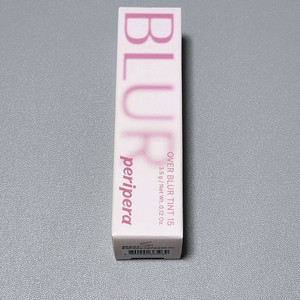 BLUR
OVER BLUR TINT 15
3.5 g / Net Wt. 0.12 Oz.
peripera